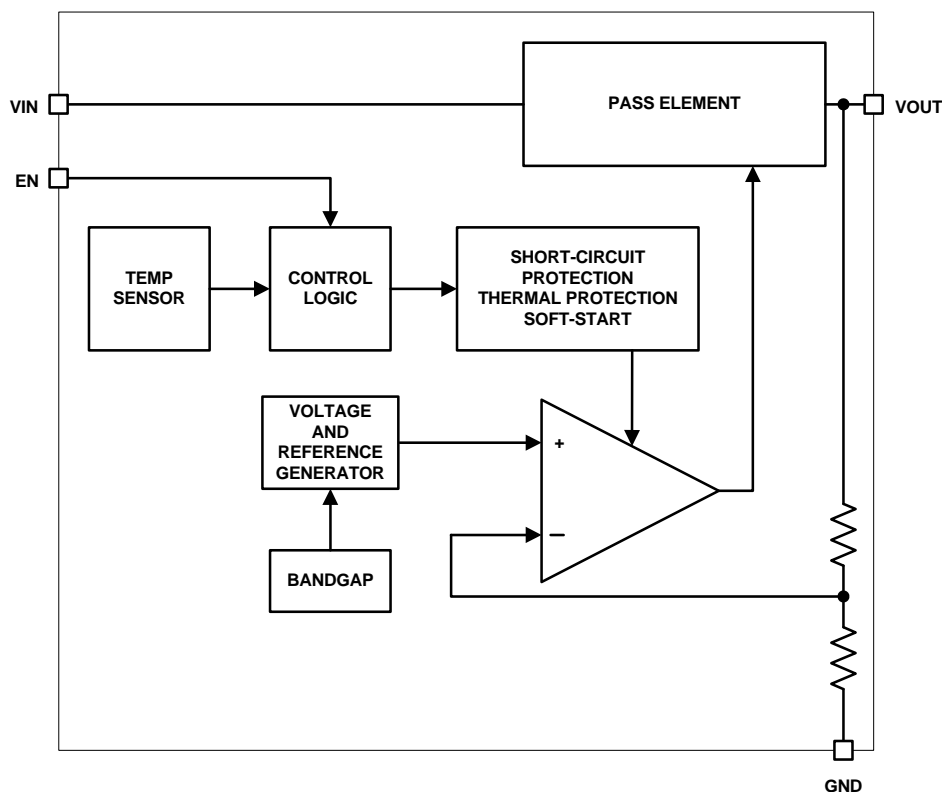 PASS ELEMENT
VIN
VOUT
EN
TEMP
SENSOR
CONTROL
LOGIC
SHORT-CIRCUIT
PROTECTION
THERMAL PROTECTION
SOFT-START
VOLTAGE
AND
REFERENCE
GENERATOR
+
−
BANDGAP
GND